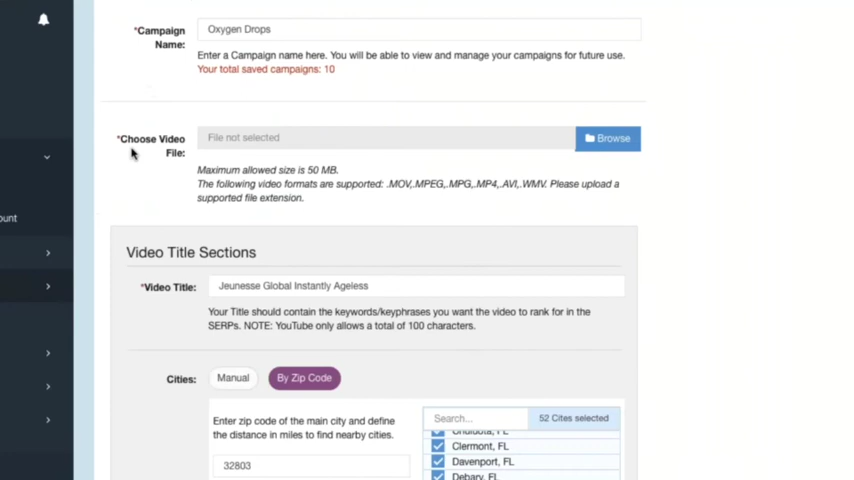 *Campaign Name:
Oxygen Drops
Enter a Campaign name here. You will be able to view and manage your campaigns for future use.
Your total saved campaigns: 10
*Choose Video File:
File not selected
Browse
Maximum allowed size is 50 MB.
The following video formats are supported: .MOV,.MPEG,.MPG,.MP4,.AVI,.WMV. Please upload a
supported file extension.
ount
Video Title Sections
*Video Title:
Jeunesse Global Instantly Ageless
Your Title should contain the keywords/keyphrases you want the video to rank for in the
SERPs. NOTE: YouTube only allows a total of 100 characters.
Cities:
Manual
By Zip Code
Enter zip code of the main city and define
the distance in miles to find nearby cities.
32803
Search...
52 Cites selected
Clermont, FL
Davenport, FL
Debary, FL